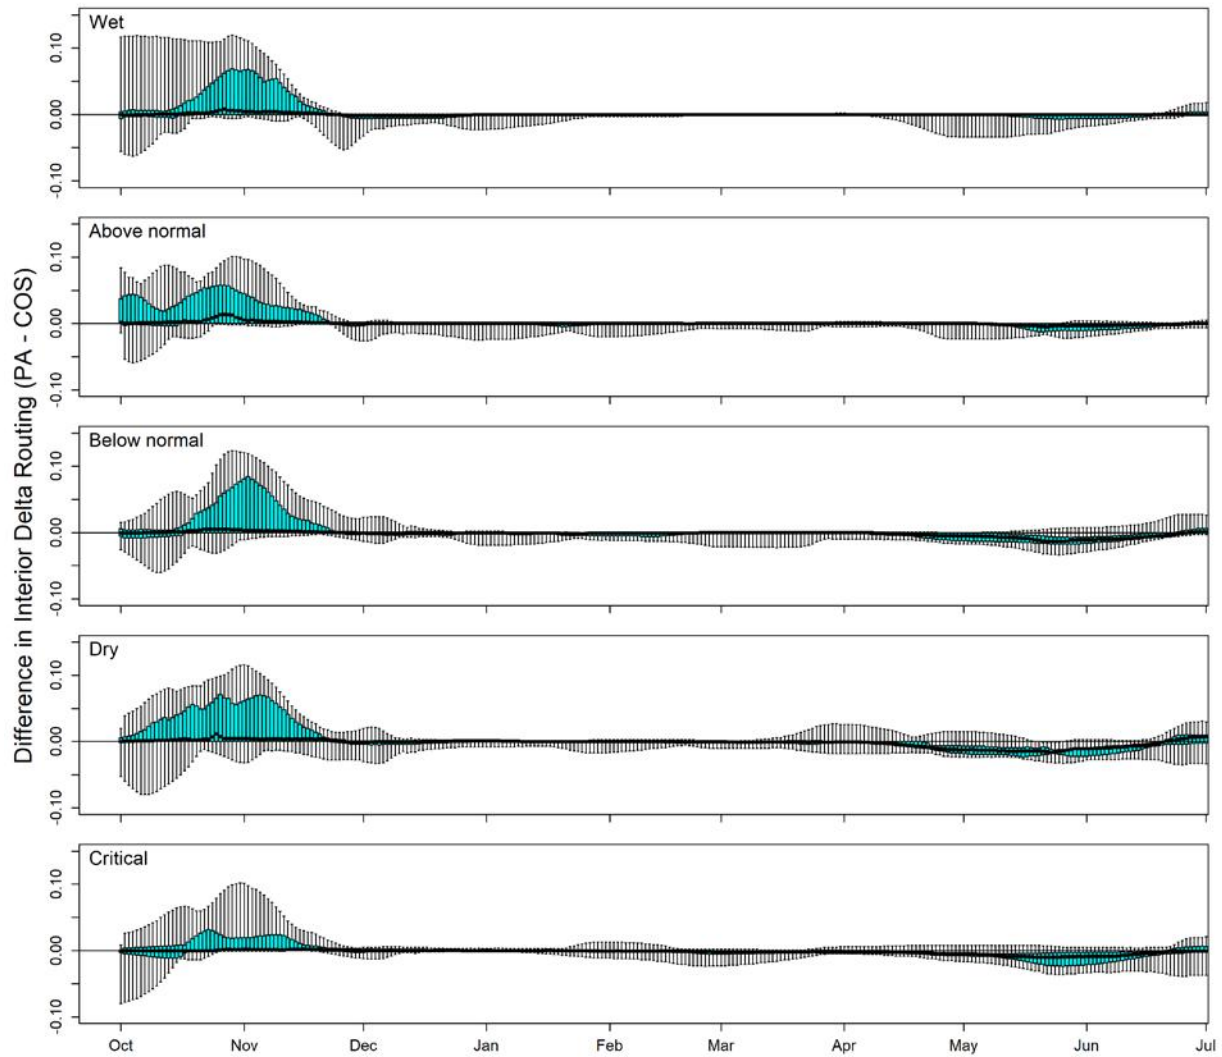 Difference in Interior Delta Routing (PA - COS)
Wet
0.10
0.00
-0.10
Above normal
0.10
0.00
-0.10
Below normal
0.10
0.00
-0.10
Dry
0.10
0.00
-0.10
Critical
0.10
0.00
-0.10
Oct Nov Dec Jan Feb Mar Apr May Jun Jul